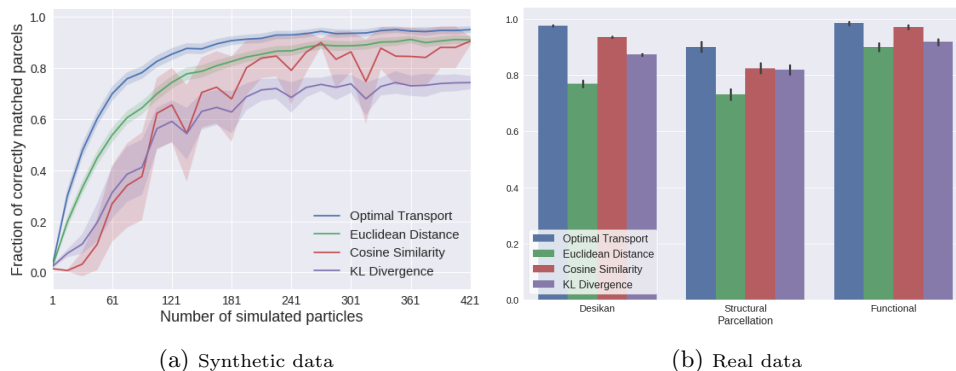 1.0
0.8
0.6
0.4
0.2
0.0
Fraction of correctly matched parcels
Optimal Transport
Euclidean Distance
Cosine Similarity
KL Divergence
1 61 121 181 241 301 361 421
Number of simulated particles
(a) Synthetic data
1.0
0.8
0.6
0.4
0.2
0.0
Optimal Transport
Euclidean Distance
Cosine Similarity
KL Divergence
Desikan Structural Functional
Parcellation
(b) Real data